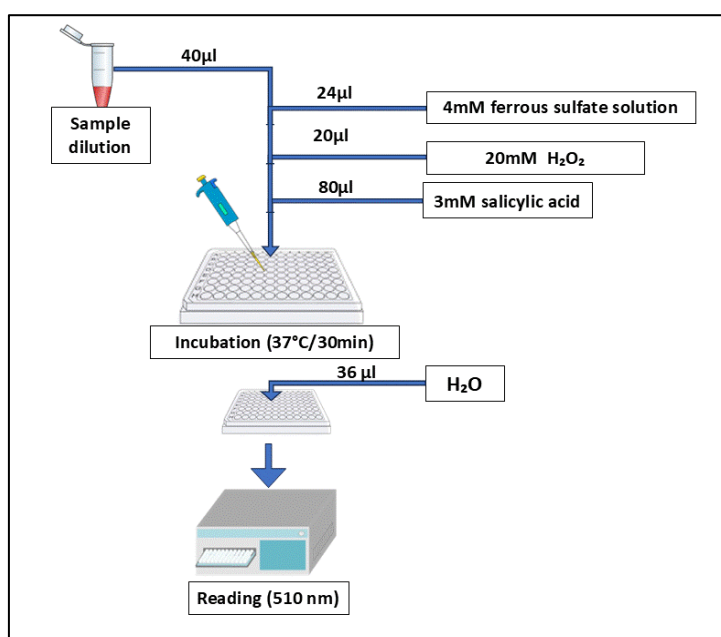 40µl
Sample
dilution
24µl
4mM ferrous sulfate solution
20µl
20mM H₂O₂
80µl
3mM salicylic acid
Incubation (37°C/30min)
36 µl
H₂O
Reading (510 nm)